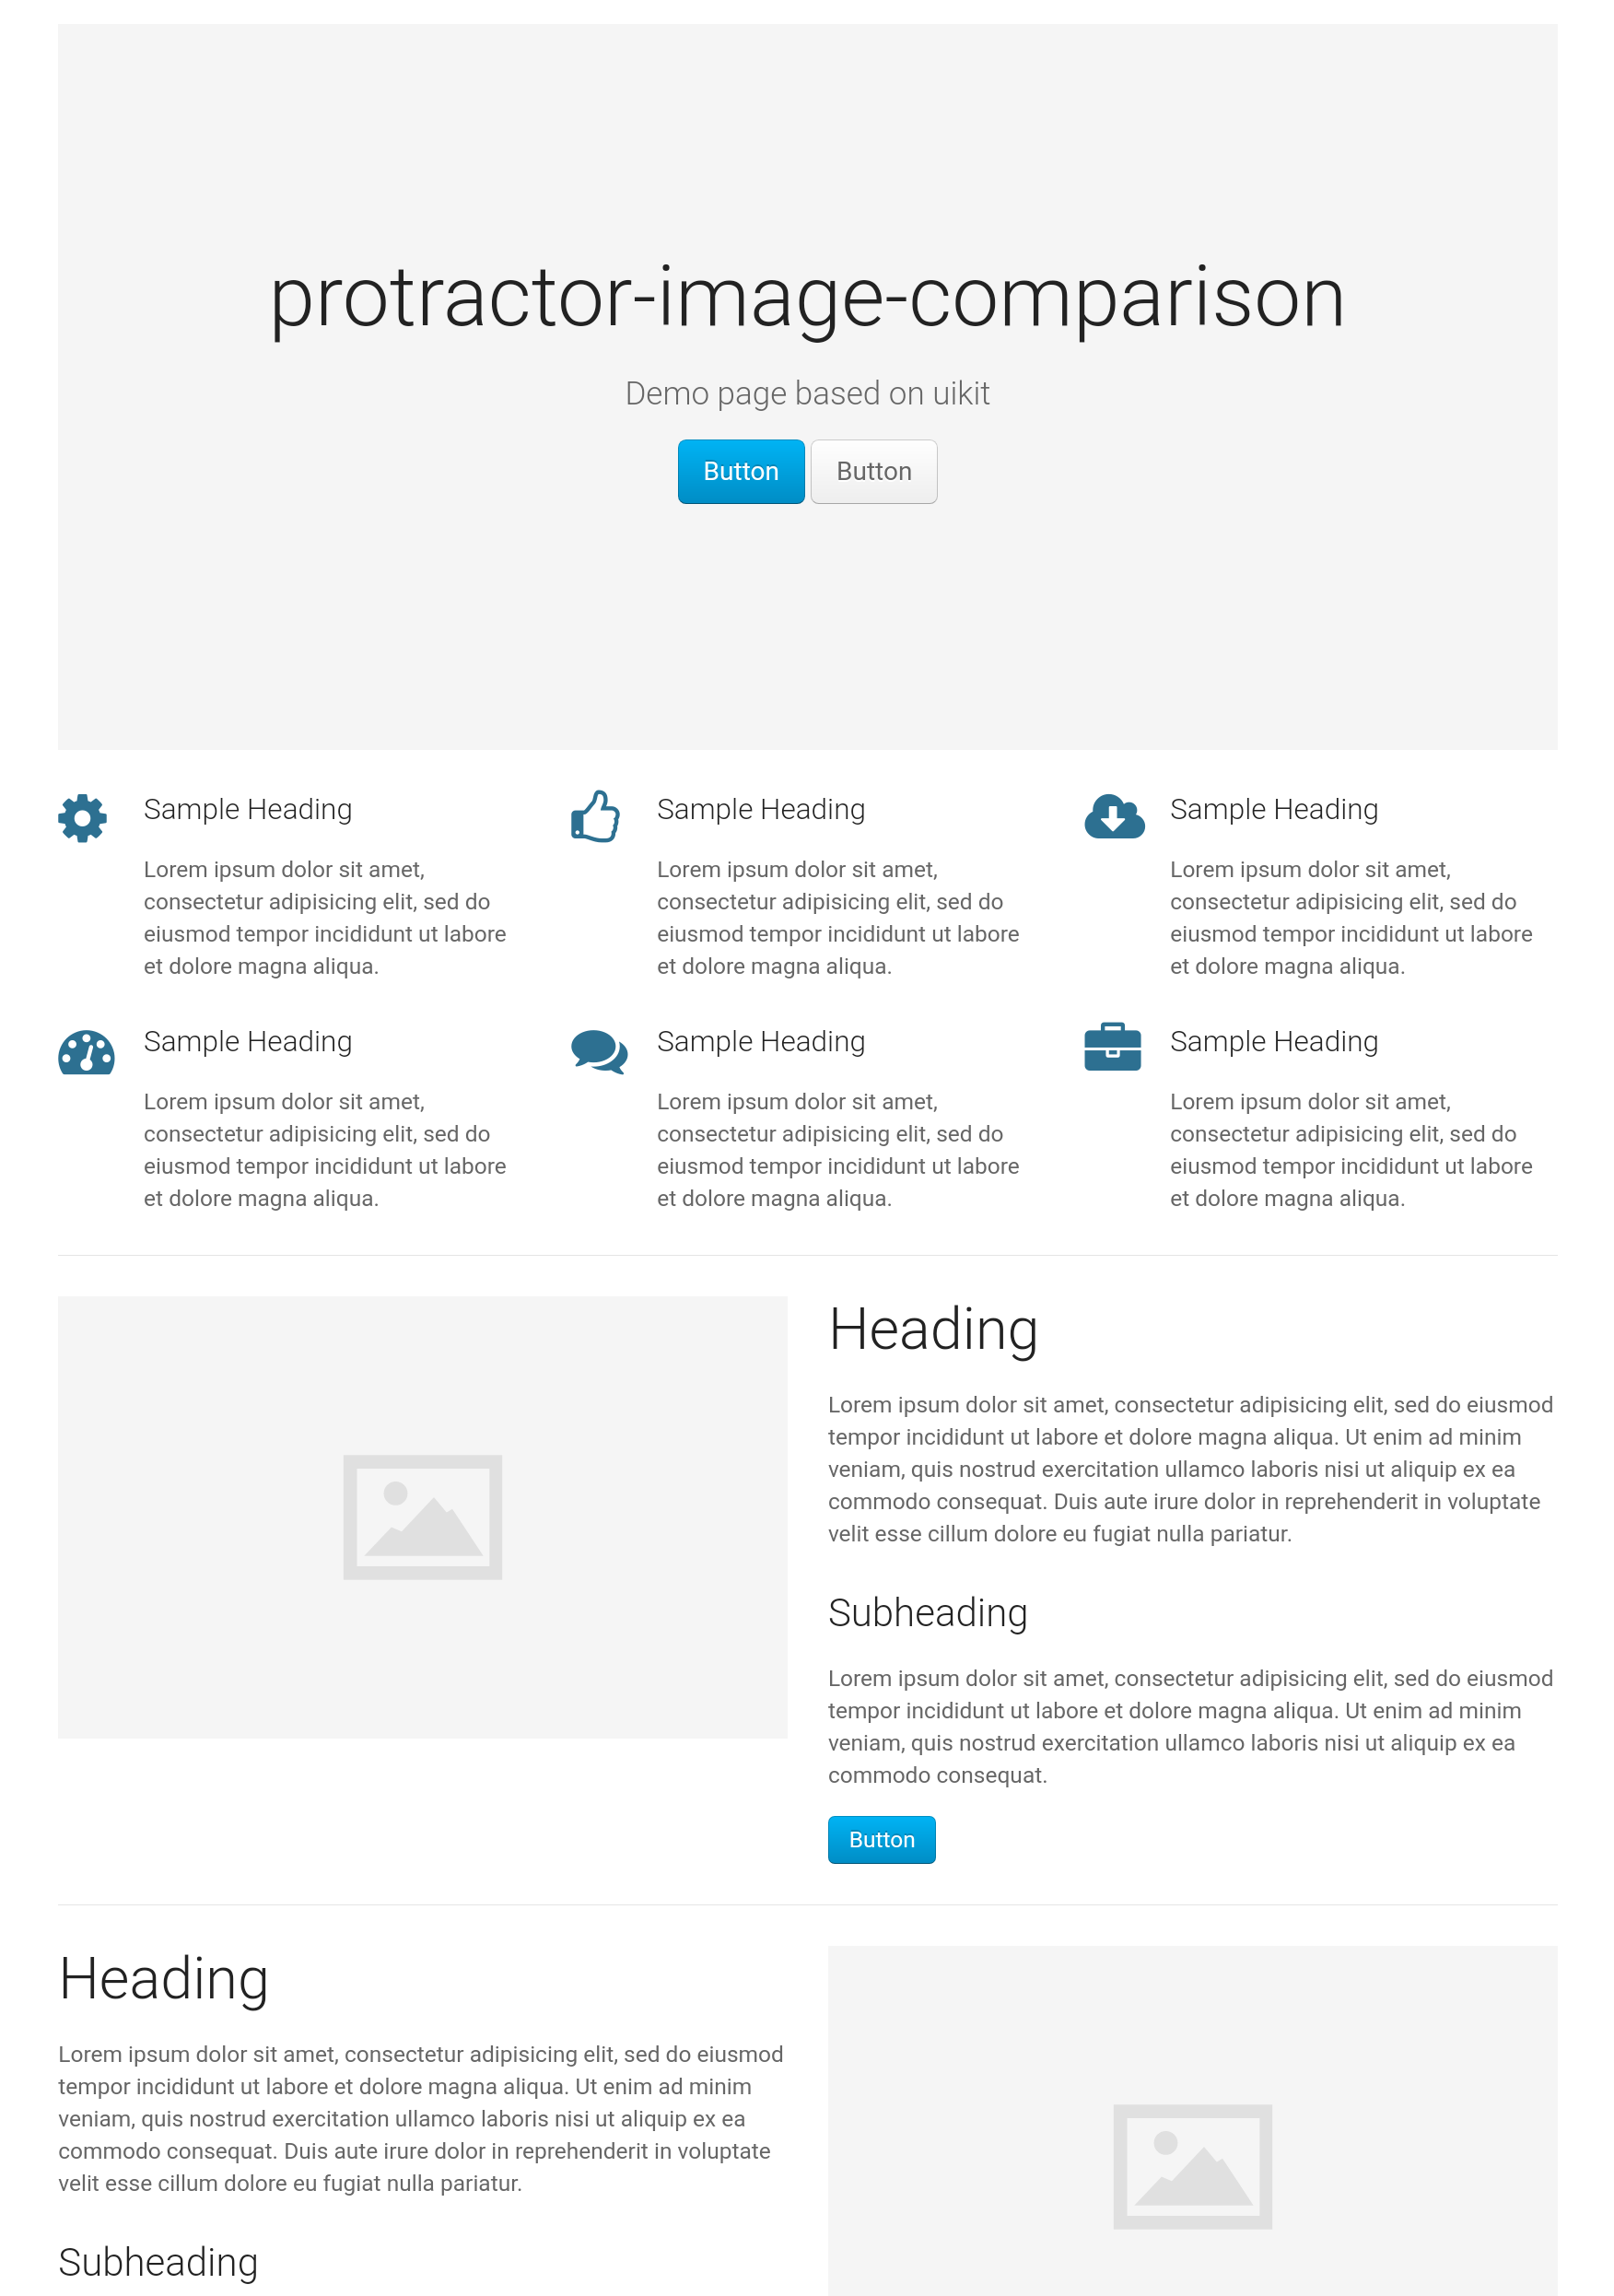 protractor-image-comparison
Demo page based on uikit
Button Button
Sample Heading
Lorem ipsum dolor sit amet,
consectetur adipisicing elit, sed do
eiusmod tempor incididunt ut labore
et dolore magna aliqua.
Sample Heading
Lorem ipsum dolor sit amet,
consectetur adipisicing elit, sed do
eiusmod tempor incididunt ut labore
et dolore magna aliqua.
Sample Heading
Lorem ipsum dolor sit amet,
consectetur adipisicing elit, sed do
eiusmod tempor incididunt ut labore
et dolore magna aliqua.
Sample Heading
Lorem ipsum dolor sit amet,
consectetur adipisicing elit, sed do
eiusmod tempor incididunt ut labore
et dolore magna aliqua.
Sample Heading
Lorem ipsum dolor sit amet,
consectetur adipisicing elit, sed do
eiusmod tempor incididunt ut labore
et dolore magna aliqua.
Sample Heading
Lorem ipsum dolor sit amet,
consectetur adipisicing elit, sed do
eiusmod tempor incididunt ut labore
et dolore magna aliqua.
Heading
Lorem ipsum dolor sit amet, consectetur adipisicing elit, sed do eiusmod
tempor incididunt ut labore et dolore magna aliqua. Ut enim ad minim
veniam, quis nostrud exercitation ullamco laboris nisi ut aliquip ex ea
commodo consequat. Duis aute irure dolor in reprehenderit in voluptate
velit esse cillum dolore eu fugiat nulla pariatur.
Subheading
Lorem ipsum dolor sit amet, consectetur adipisicing elit, sed do eiusmod
tempor incididunt ut labore et dolore magna aliqua. Ut enim ad minim
veniam, quis nostrud exercitation ullamco laboris nisi ut aliquip ex ea
commodo consequat.
Button
Heading
Lorem ipsum dolor sit amet, consectetur adipisicing elit, sed do eiusmod
tempor incididunt ut labore et dolore magna aliqua. Ut enim ad minim
veniam, quis nostrud exercitation ullamco laboris nisi ut aliquip ex ea
commodo consequat. Duis aute irure dolor in reprehenderit in voluptate
velit esse cillum dolore eu fugiat nulla pariatur.
Subheading